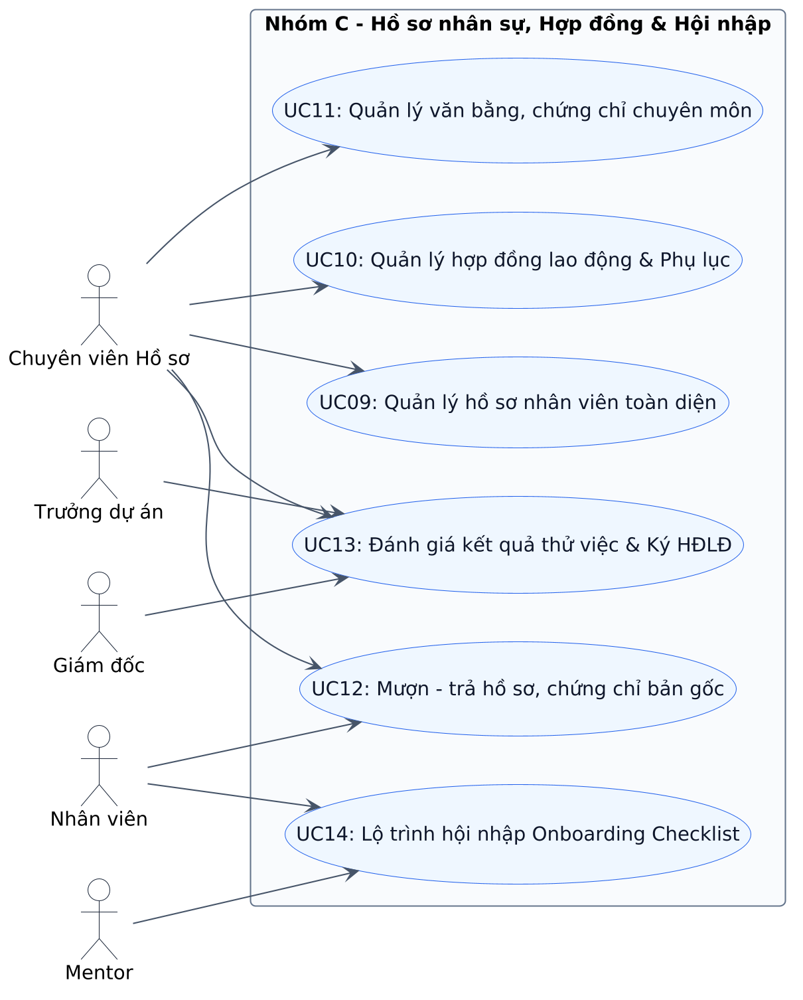 Nhóm C - Hồ sơ nhân sự, Hợp đồng & Hội nhập
UC11: Quản lý văn bằng, chứng chỉ chuyên môn
UC10: Quản lý hợp đồng lao động & Phụ lục
Chuyên viên Hồ sơ
UC09: Quản lý hồ sơ nhân viên toàn diện
Trưởng dự án
UC13: Đánh giá kết quả thử việc & Ký HĐLĐ
Giám đốc
UC12: Mượn - trả hồ sơ, chứng chỉ bản gốc
Nhân viên
UC14: Lộ trình hội nhập Onboarding Checklist
Mentor